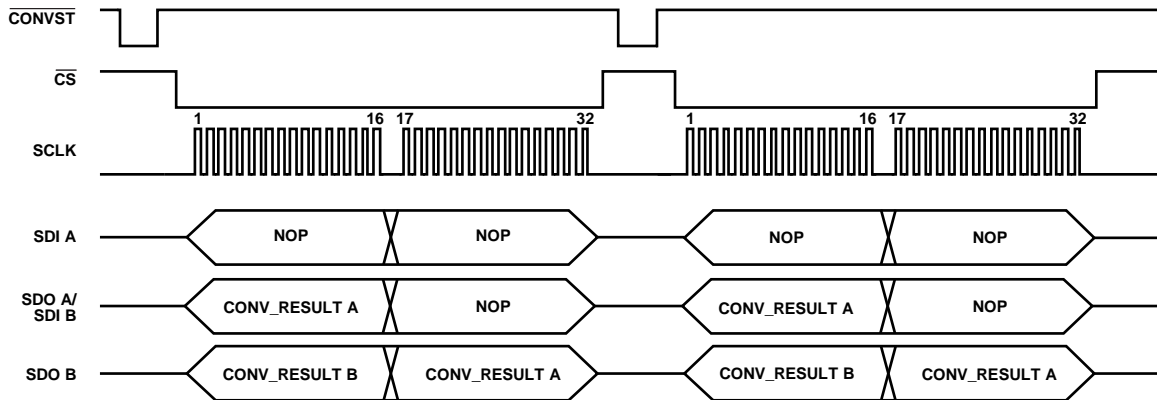 CONVST
CS
1 16 17 32 1 16 17 32
SCLK
SDI A NOP NOP NOP NOP
SDO A/
SDI B
CONV_RESULT A NOP CONV_RESULT A NOP
SDO B CONV_RESULT B CONV_RESULT A CONV_RESULT B CONV_RESULT A